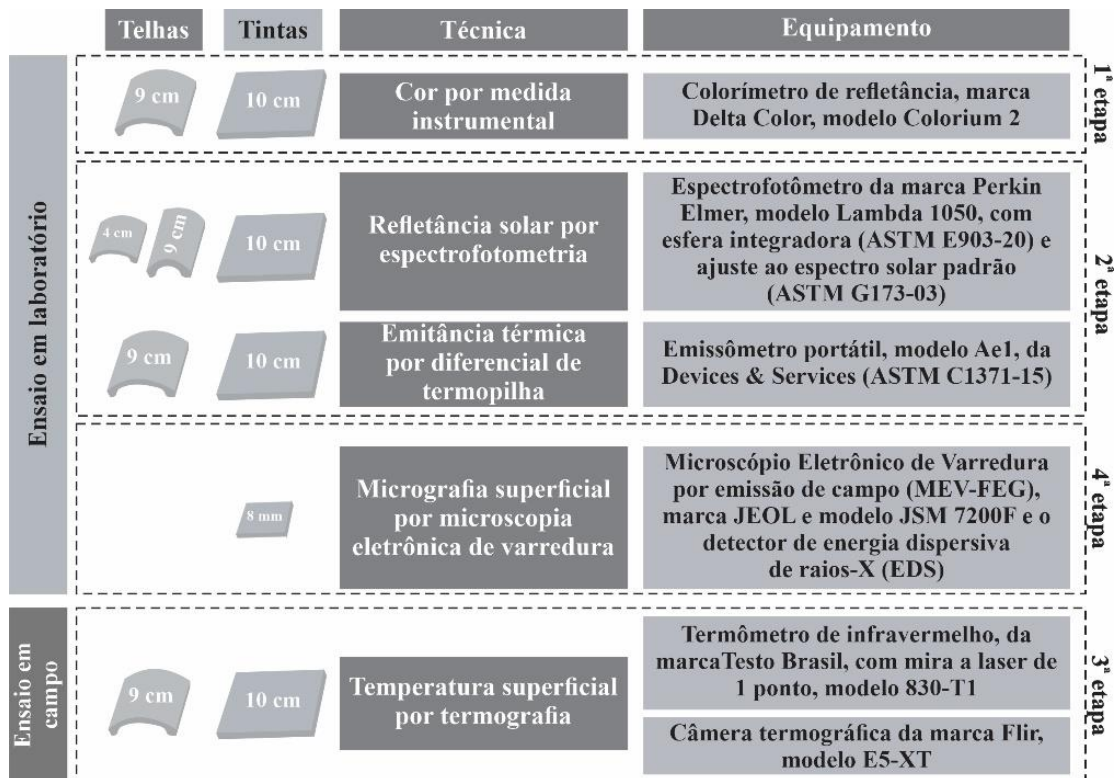 Telhas
Tintas
Técnica
Equipamento
Ensaio em laboratório
9 cm
10 cm
Cor por medida
instrumental
Colorímetro de refletância, marca
Delta Color, modelo Colorium 2
1ª etapa
4 cm
9 cm
10 cm
Refletância solar por
espectrofotometria
Espectrofotômetro da marca Perkin
Elmer, modelo Lambda 1050, com
esfera integradora (ASTM E903-20) e
ajuste ao espectro solar padrão
(ASTM G173-03)
2ª etapa
9 cm
10 cm
Emitância térmica
por diferencial de
termopilha
Emissômetro portátil, modelo Ae1, da
Devices & Services (ASTM C1371-15)
8 mm
Micrografia superficial
por microscopia
eletrônica de varredura
Microscópio Eletrônico de Varredura
por emissão de campo (MEV-FEG),
marca JEOL e modelo JSM 7200F e o
detector de energia dispersiva
de raios-X (EDS)
4ª etapa
Ensaio em
campo
9 cm
10 cm
Temperatura superficial
por termografia
Termômetro de infravermelho, da
marcaTesto Brasil, com mira a laser de
1 ponto, modelo 830-T1
Câmera termográfica da marca Flir,
modelo E5-XT
3ª etapa